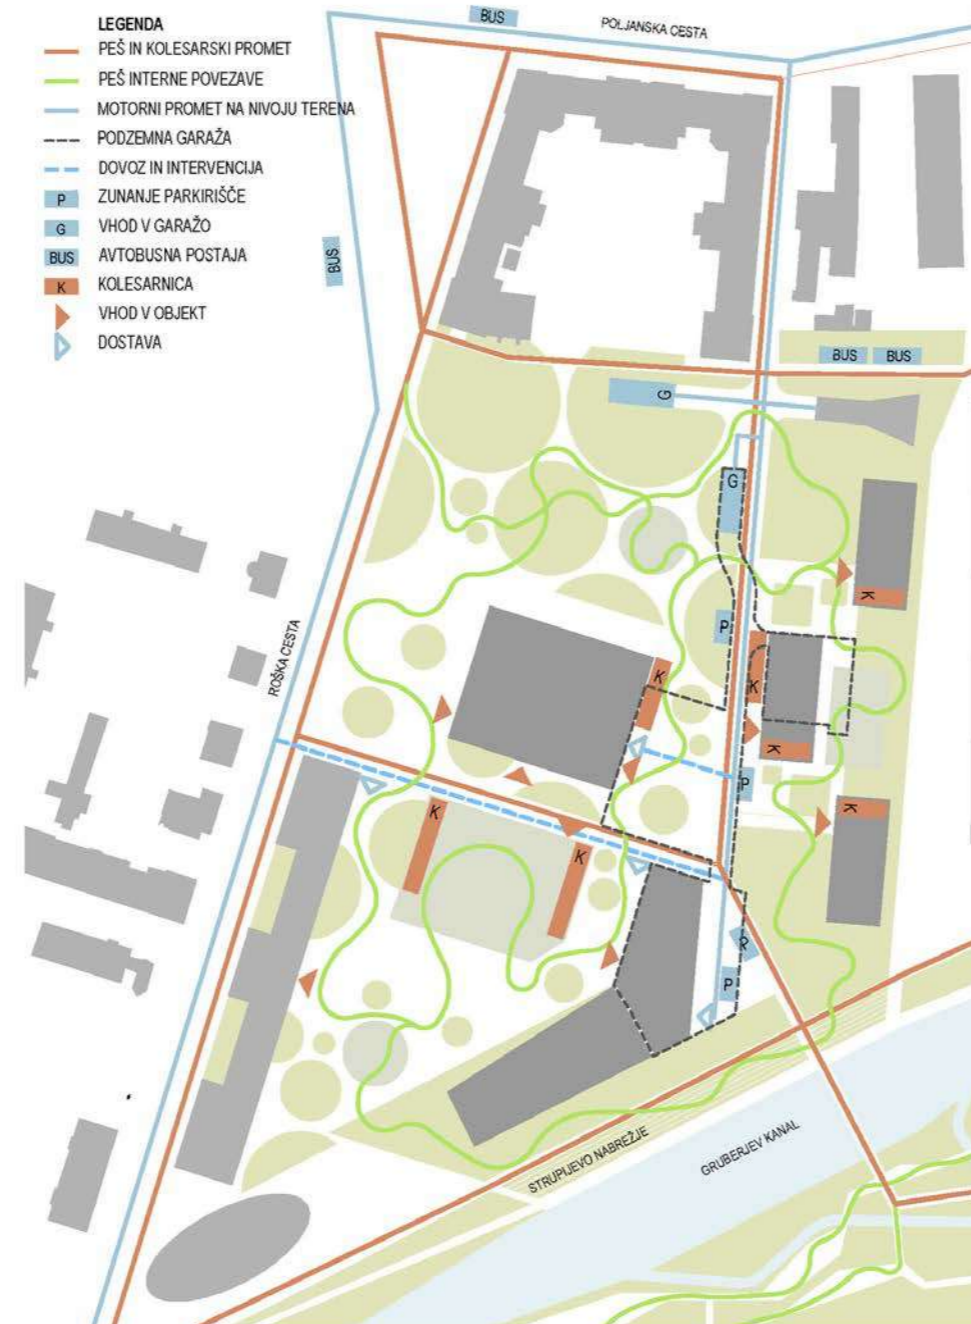 LEGENDA
PEŠ IN KOLESARSKI PROMET
PEŠ INTERNE POVEZAVE
MOTORNI PROMET NA NIVOJU TERENA
PODZEMNA GARAŽA
DOVOZ IN INTERVENCIJA
P ZUNANJE PARKIRIŠČE
G VHOD V GARAŽO
BUS AVTOBUSNA POSTAJA
K KOLESARNICA
VHOD V OBJEKT
DOSTAVA
BUS
POLJANSKA CESTA
BUS
BUS BUS
G
G
K
P
K
K
ROŠKA CESTA
K
P
K
K
K
R
P
STRUPIJEVO NABREŽJE
GRUBERJEV KANAL